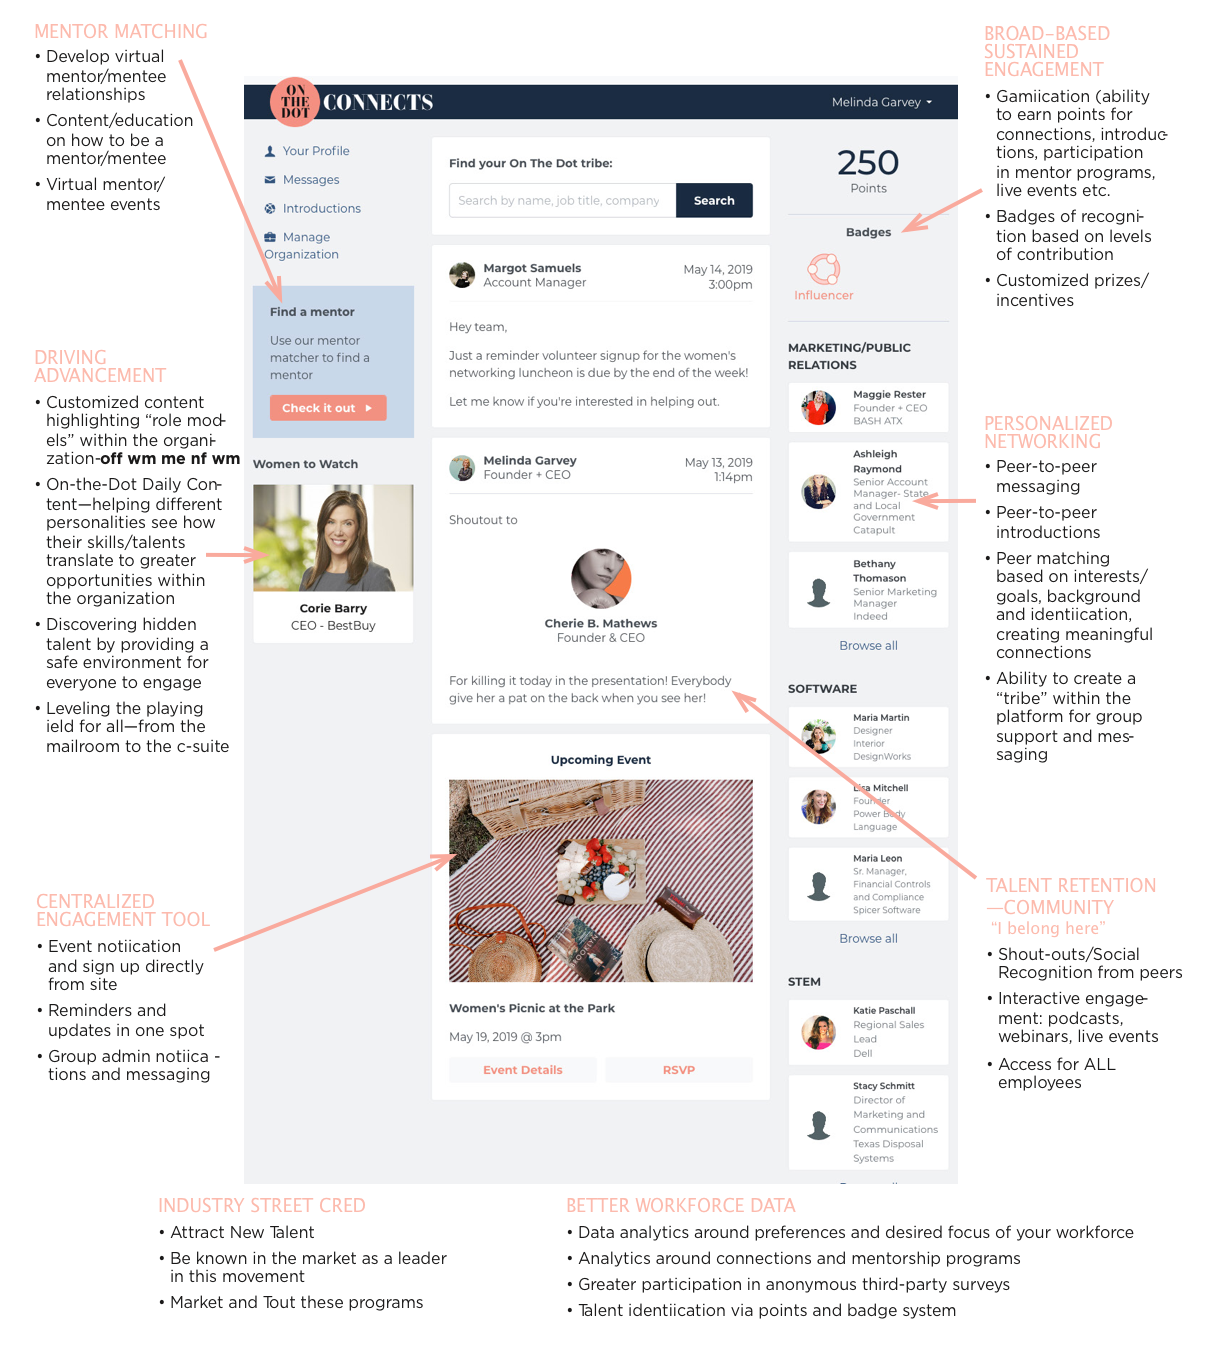 MENTOR MATCHING
• Develop virtual
mentor/mentee
relationships
• Content/education
on how to be a
mentor/mentee
• Virtual mentor/
mentee events
DRIVING
ADVANCEMENT
• Customized content
highlighting “role mod-
els” within the organi-
zation-off wm me nf wm
• On-the-Dot Daily Con-
tent—helping different
personalities see how
their skills/talents
translate to greater
opportunities within
the organization
• Discovering hidden
talent by providing a
safe environment for
everyone to engage
• Leveling the playing
ield for all—from the
mailroom to the c-suite
CENTRALIZED
ENGAGEMENT TOOL
• Event notiication
and sign up directly
from site
• Reminders and
updates in one spot
• Group admin notiica -
tions and messaging
ON
THE
DOT
CONNECTS
Melinda Garvey
Your Profile
Messages
Introductions
Manage
Organization
Find a mentor
Use our mentor
matcher to find a
mentor
Check it out
Women to Watch
Corie Barry
CEO - BestBuy
Find your On The Dot tribe:
Search by name, job title, company
Search
Margot Samuels
Account Manager
May 14, 2019
3:00pm
Hey team,
Just a reminder volunteer signup for the women's
networking luncheon is due by the end of the week!
Let me know if you're interested in helping out.
Melinda Garvey
Founder + CEO
May 13, 2019
1:14pm
Shoutout to
Cherie B. Mathews
Founder & CEO
For killing it today in the presentation! Everybody
give her a pat on the back when you see her!
Upcoming Event
Women's Picnic at the Park
May 19, 2019 @ 3pm
Event Details
RSVP
250
Points
Badges
Influencer
MARKETING/PUBLIC
RELATIONS
Maggie Rester
Founder + CEO
BASH ATX
Ashleigh
Raymond
Senior Account
Manager- State
and Local
Government
Catapult
Bethany
Thomason
Senior Marketing
Manager
Indeed
Browse all
SOFTWARE
Maria Martin
Designer
Interior
DesignWorks
Lisa Mitchell
Founder
Power Body
Language
Maria Leon
Sr. Manager,
Financial Controls
and Compliance
Spicer Software
Browse all
STEM
Katie Paschall
Regional Sales
Lead
Dell
Stacy Schmitt
Director of
Marketing and
Communications
Texas Disposal
Systems
BROAD-BASED
SUSTAINED
ENGAGEMENT
• Gamiication (ability
to earn points for
connections, introduc-
tions, participation
in mentor programs,
live events etc.
• Badges of recogni-
tion based on levels
of contribution
• Customized prizes/
incentives
PERSONALIZED
NETWORKING
• Peer-to-peer
messaging
• Peer-to-peer
introductions
• Peer matching
based on interests/
goals, background
and identiication,
creating meaningful
connections
• Ability to create a
“tribe” within the
platform for group
support and mes-
saging
TALENT RETENTION
—COMMUNITY
“I belong here”
• Shout-outs/Social
Recognition from peers
• Interactive engage-
ment: podcasts,
webinars, live events
• Access for ALL
employees
INDUSTRY STREET CRED
• Attract New Talent
• Be known in the market as a leader
in this movement
• Market and Tout these programs
BETTER WORKFORCE DATA
• Data analytics around preferences and desired focus of your workforce
• Analytics around connections and mentorship programs
• Greater participation in anonymous third-party surveys
• Talent identiication via points and badge system